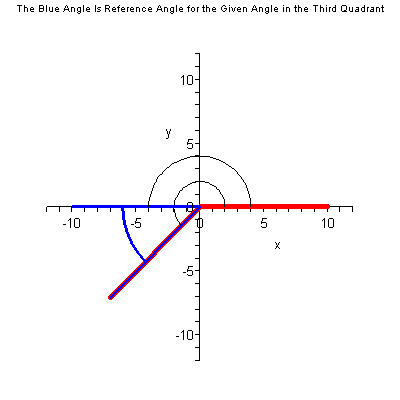 The Blue Angle Is Reference Angle for the Given Angle in the Third Quadrant
10
y
5
-10 -5 0 0 5 10
x
-5
-10